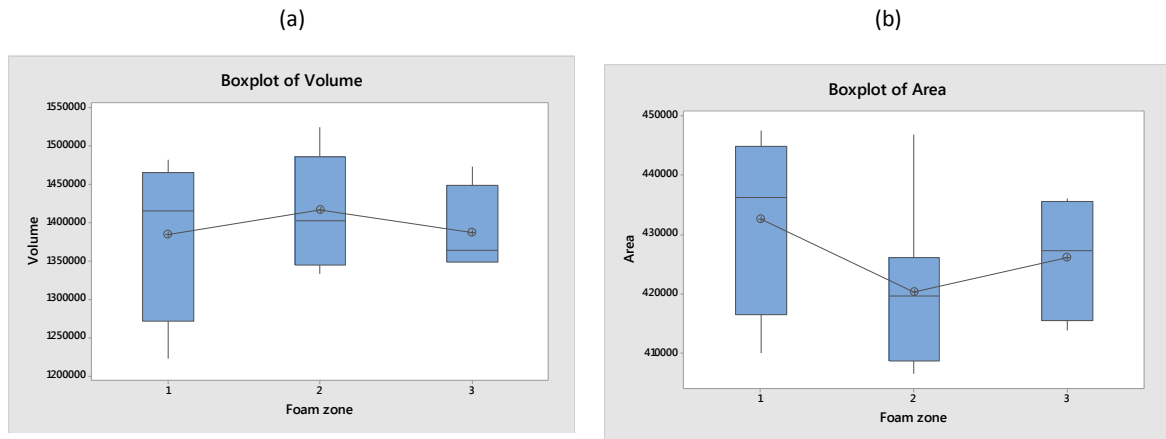 (a)
Boxplot of Volume
Volume
1550000
1500000
1450000
1400000
1350000
1300000
1250000
1200000
1 2 3
Foam zone
(b)
Boxplot of Area
Area
450000
440000
430000
420000
410000
1 2 3
Foam zone